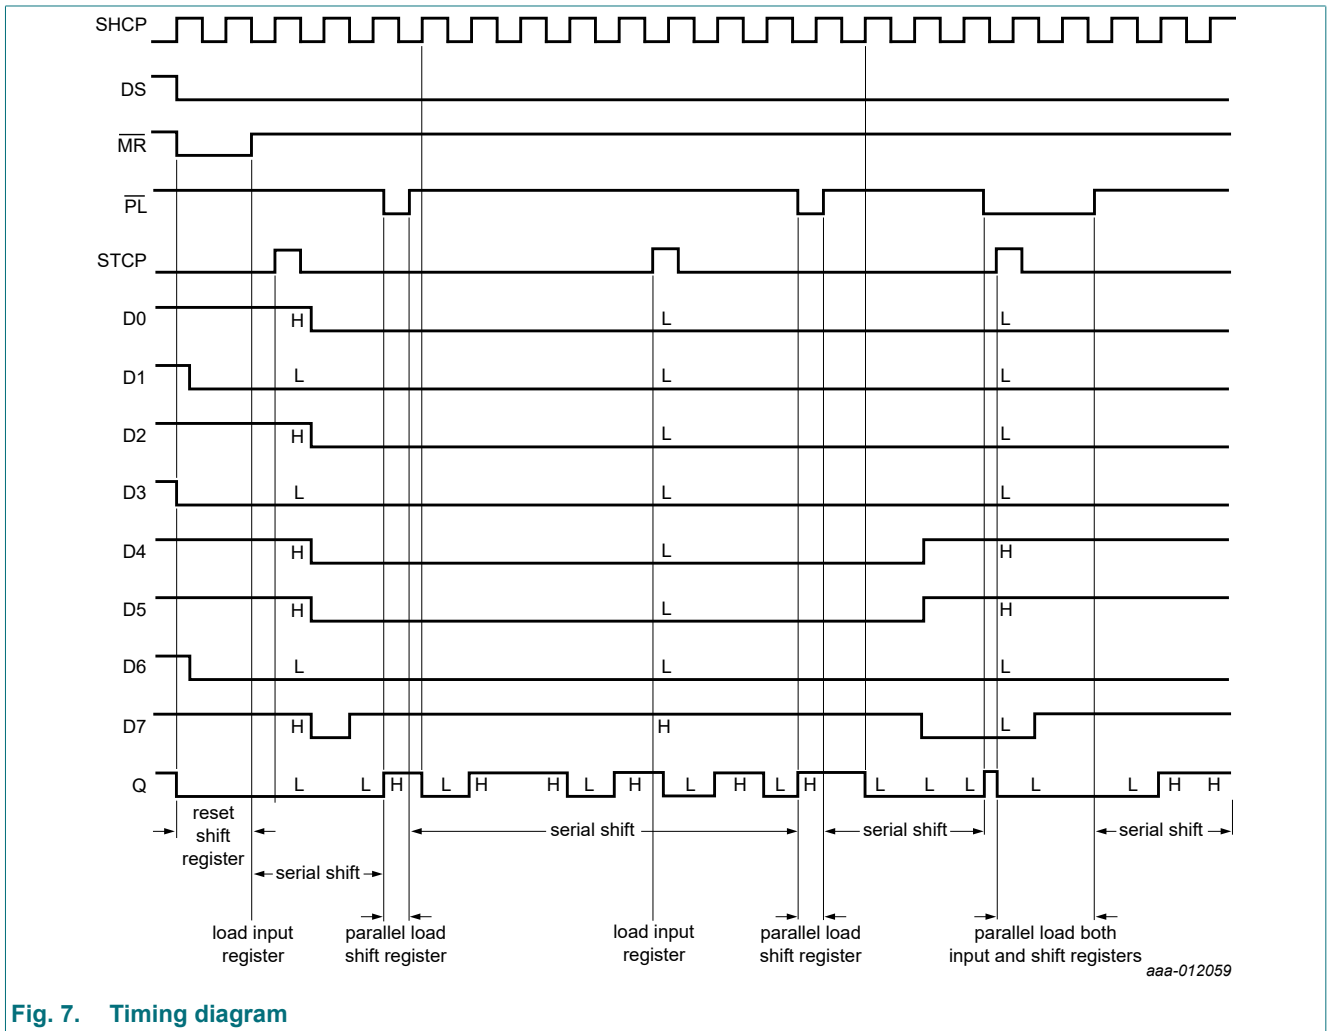 SHCP
DS
MR
PL
STCP
D0 H L L
D1 L L L
D2 H L L
D3 L L L
D4 H L H
D5 H L H
D6 L L L
D7 H H L
Q L L H L H H L H L H L H L L L L L H H
reset
shift
register
serial shift
serial shift
serial shift
serial shift
load input
register
parallel load
shift register
load input
register
parallel load
shift register
parallel load both
input and shift registers
aaa-012059
Fig. 7. Timing diagram